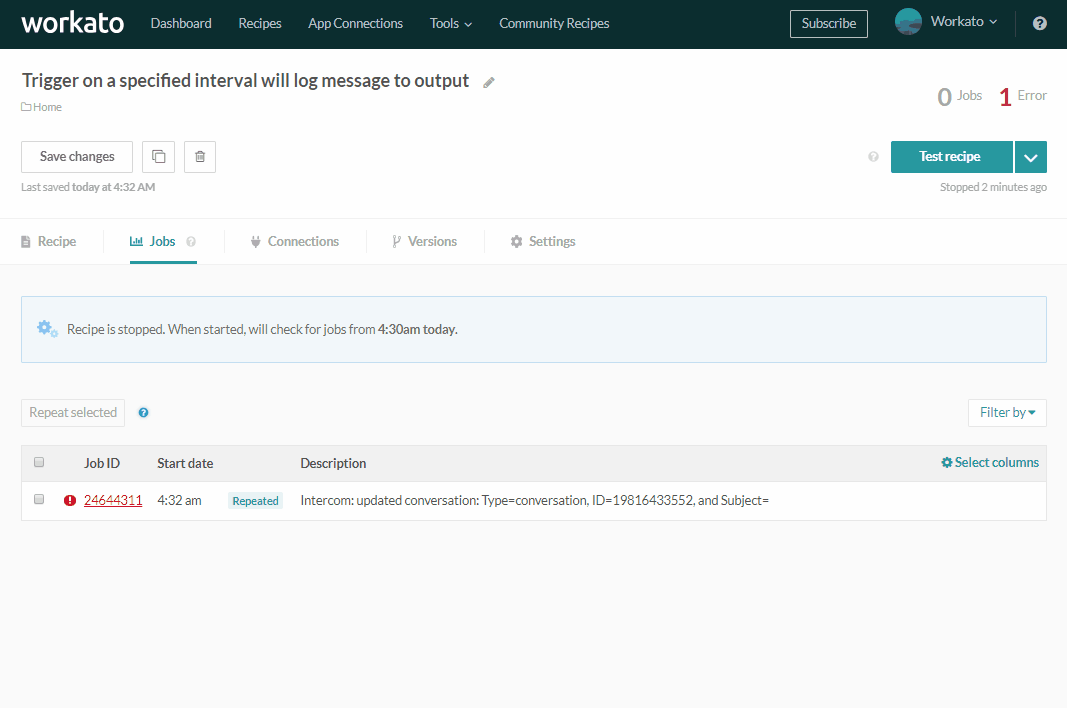 workato Dashboard Recipes App Connections Tools Community Recipes Subscribe Workato ?
Trigger on a specified interval will log message to output
Home
0 Jobs 1 Error
Save changes ? Test recipe
Last saved today at 4:32 AM Stopped 2 minutes ago
Recipe Jobs ? Connections Versions Settings
Recipe is stopped. When started, will check for jobs from 4:30am today.
Repeat selected ? Filter by
Job ID Start date Description Select columns
! 24644311 4:32 am Repeated Intercom: updated conversation: Type=conversation, ID=19816433552, and Subject=